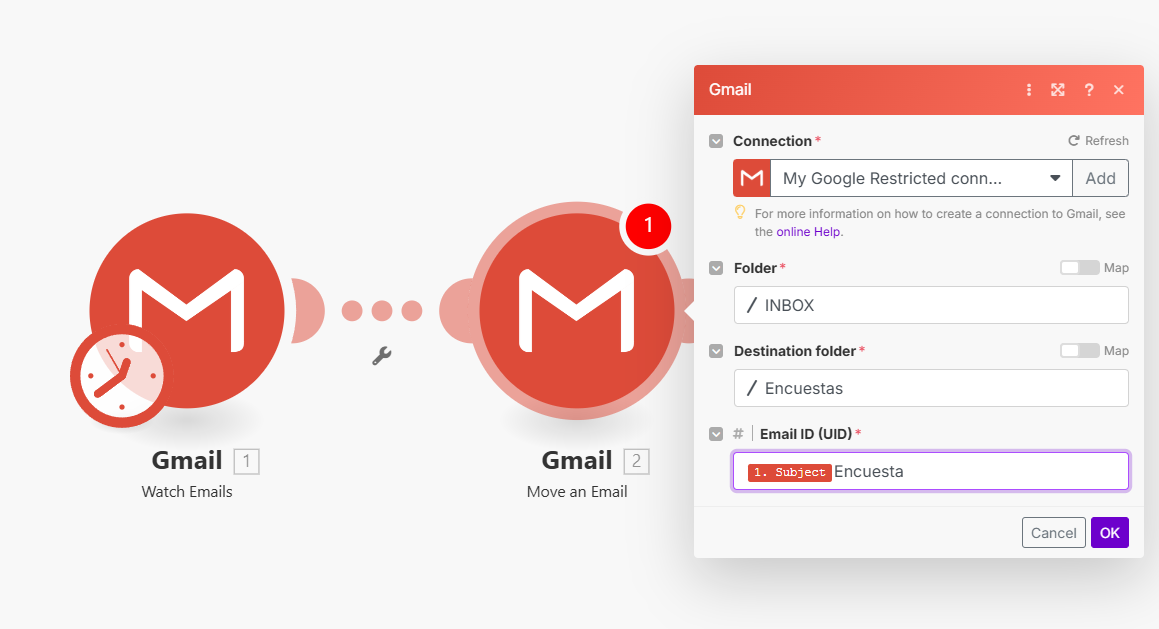 Gmail
Connection *
Refresh
My Google Restricted conn...
Add
For more information on how to create a connection to Gmail, see
the online Help.
Folder *
Map
/ INBOX
Destination folder *
Map
/ Encuestas
# Email ID (UID) *
1. Subject Encuesta
Cancel
OK
1
Gmail 1
Watch Emails
Gmail 2
Move an Email